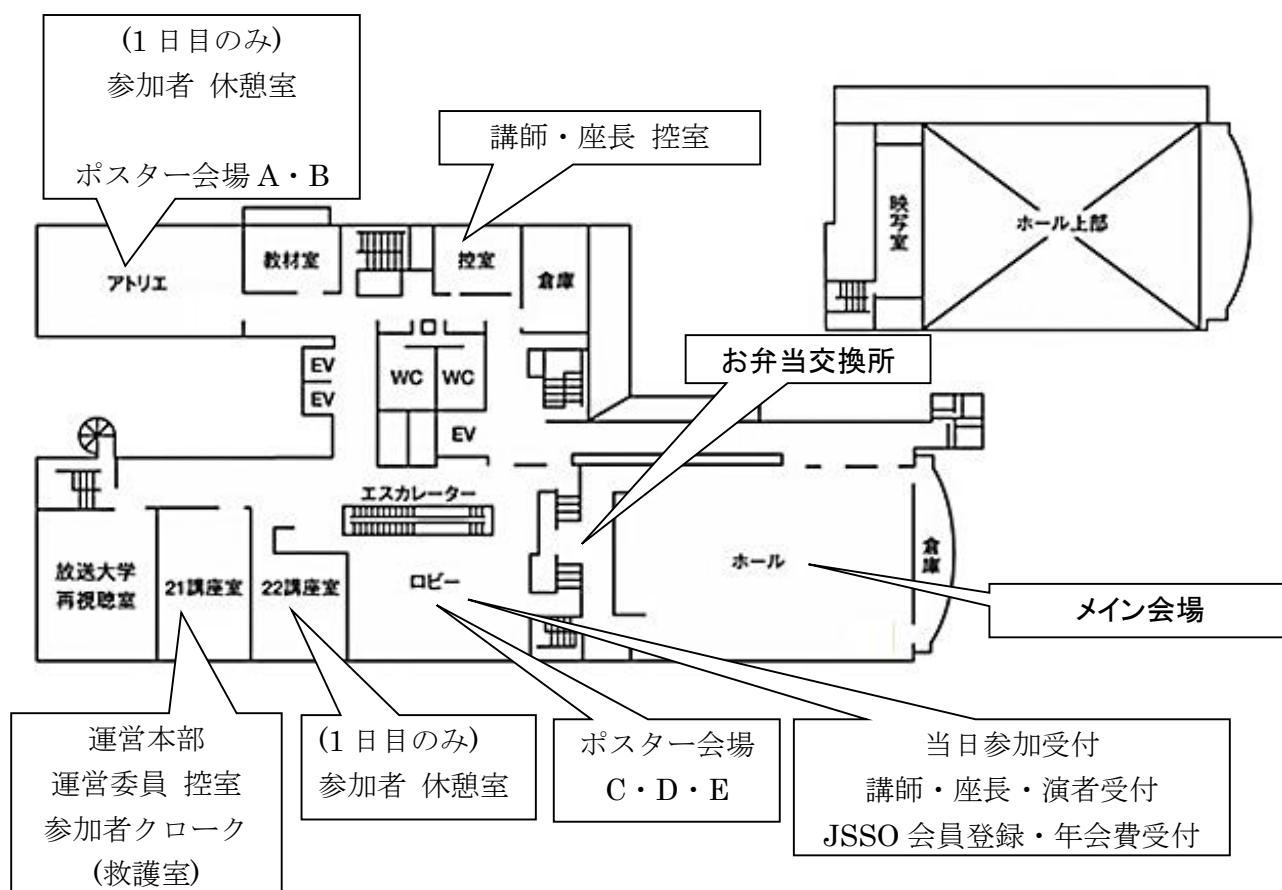 (1日目のみ)
参加者 休憩室
ポスター会場 A・B
講師・座長 控室
アトリエ
教材室
控室
倉庫
映写室
ホール上部
EV
EV
WC
WC
EV
お弁当交換所
エスカレーター
放送大学
再視聴室
21講座室
22講座室
ロビー
ホール
倉庫
メイン会場
運営本部
運営委員 控室
参加者クローク
(救護室)
(1日目のみ)
参加者 休憩室
ポスター会場
C・D・E
当日参加受付
講師・座長・演者受付
JSSO 会員登録・年会費受付